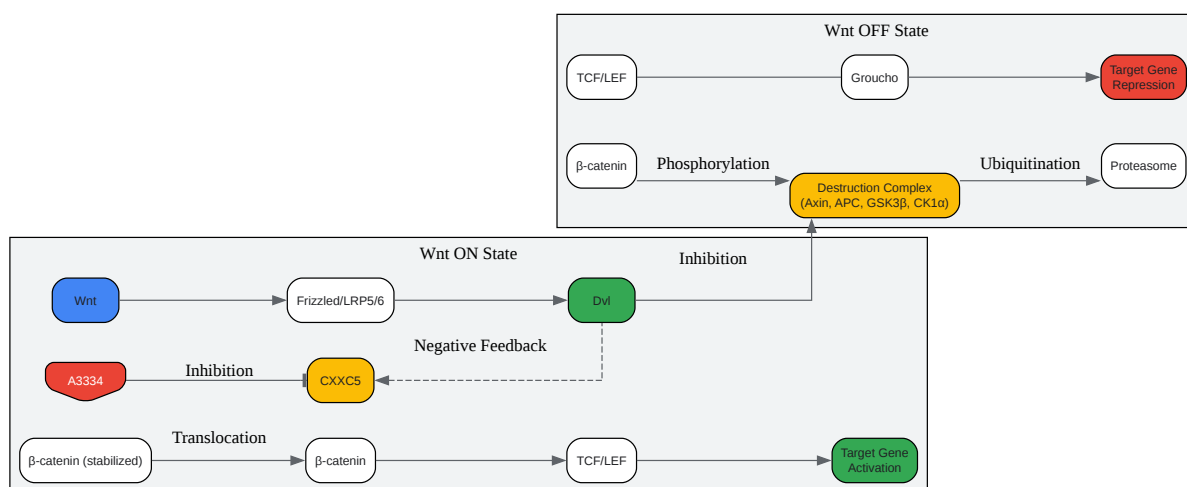 Wnt OFF State
TCF/LEF
Groucho
Target Gene
Repression
β-catenin
Phosphorylation
Destruction Complex
(Axin, APC, GSK3β, CK1α)
Ubiquitination
Proteasome
Wnt ON State
Inhibition
Wnt
Frizzled/LRP5/6
Dvl
Negative Feedback
A3334
Inhibition
CXXC5
β-catenin (stabilized)
Translocation
β-catenin
TCF/LEF
Target Gene
Activation